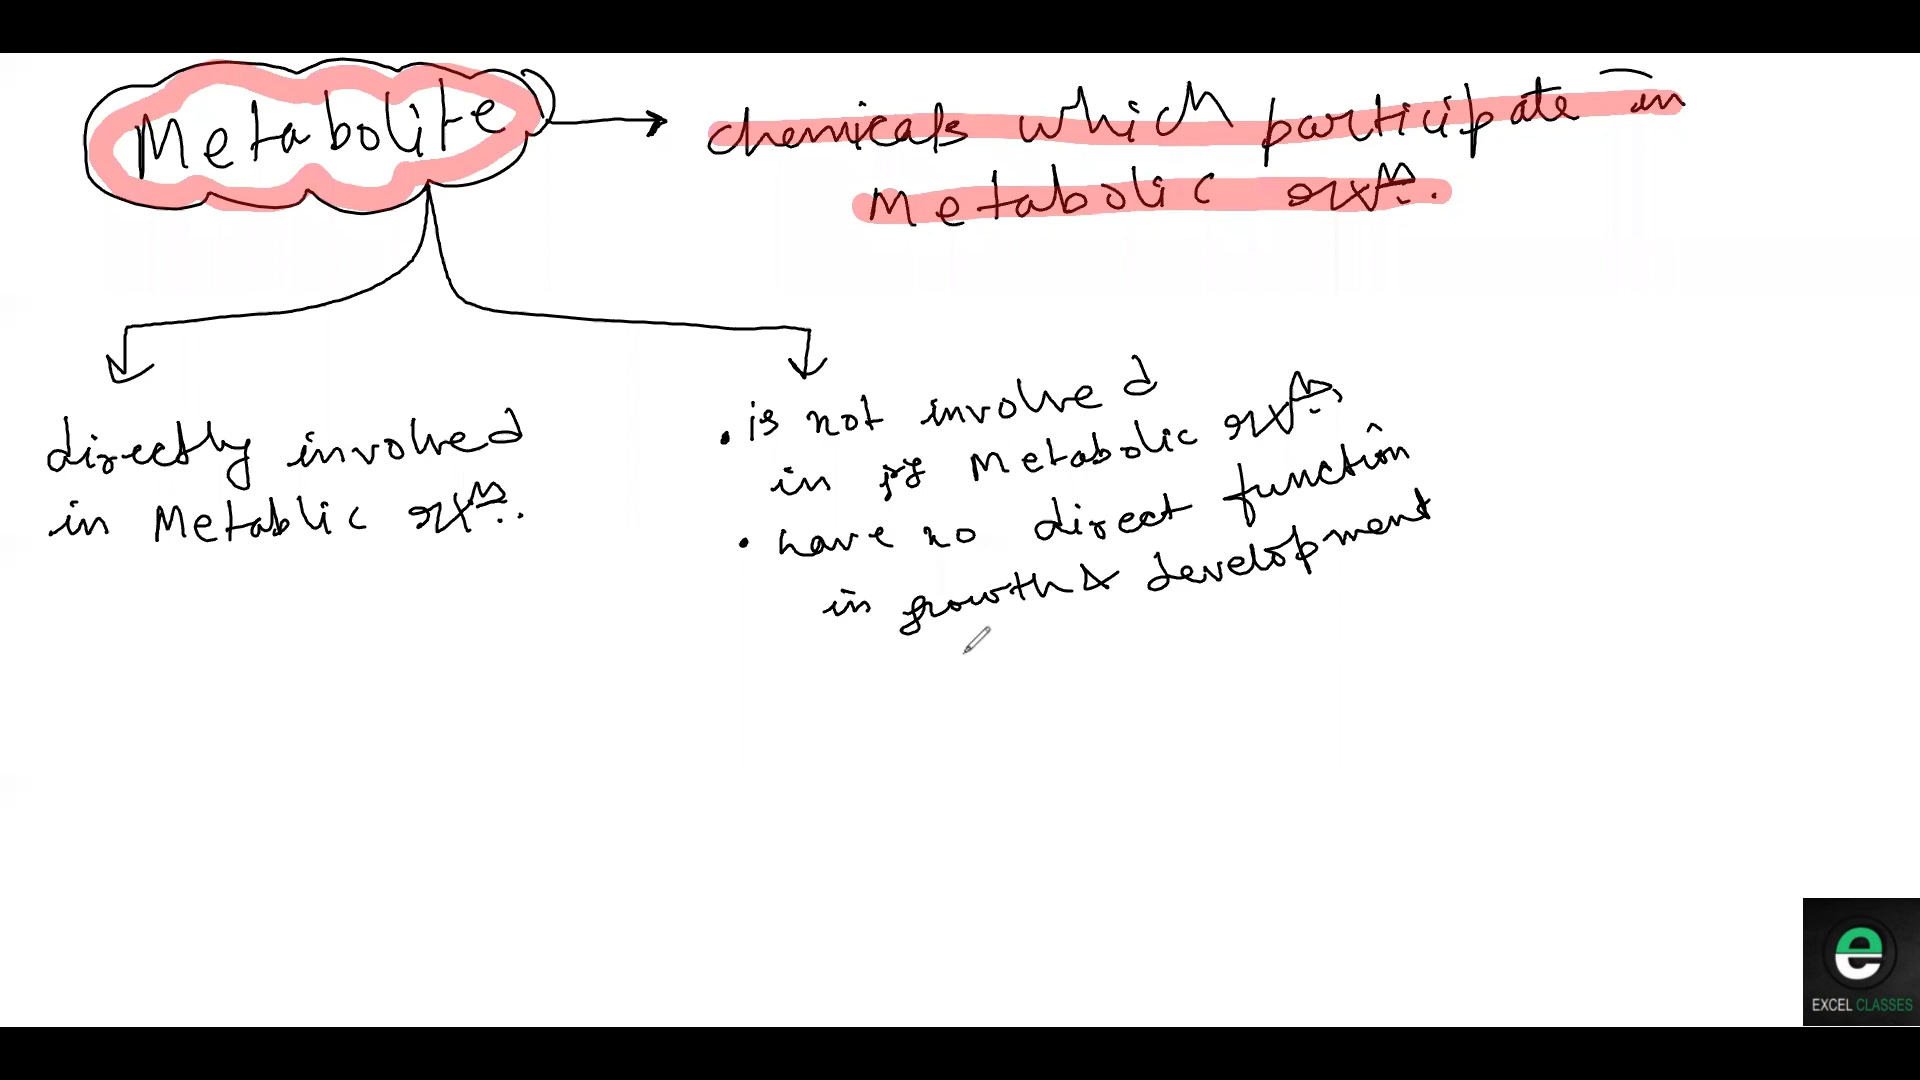 Metabolite → chemicals which participate in
Metabolic rxn.
directly involved
in Metablic rxn.
• is not involved
in Metabolic rxn.
• have no direct function
in growth & development
e
EXCEL CLASSES